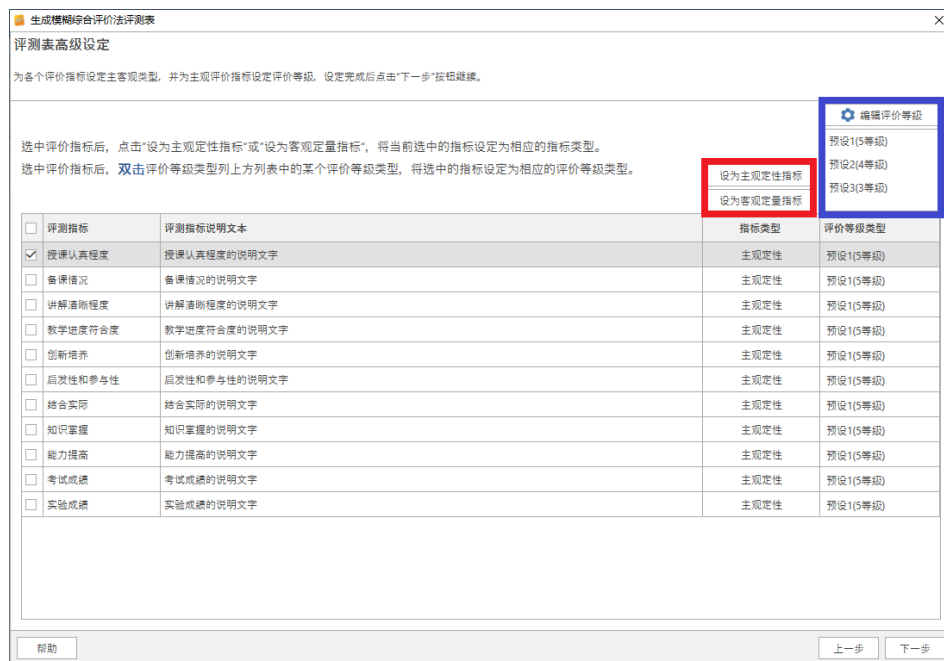 生成模糊综合评价法评测表
评测表高级设定
为各个评价指标设定主客观类型，并为主观评价指标设定评价等级，设定完成后点击"下一步"按钮继续。
编辑评价等级
选中评价指标后，点击"设为主观定性指标"或"设为客观定量指标"，将当前选中的指标设定为相应的指标类型。
预设1(5等级)
预设2(4等级)
选中评价指标后，双击评价等级类型列上方列表中的某个评价等级类型，将选中的指标设定为相应的评价等级类型。
设为主观定性指标
预设3(3等级)
设为客观定量指标
评测指标 评测指标说明文本 指标类型 评价等级类型
授课认真程度 授课认真程度的说明文字 主观定性 预设1(5等级)
备课情况 备课情况的说明文字 主观定性 预设1(5等级)
讲解清晰程度 讲解清晰程度的说明文字 主观定性 预设1(5等级)
教学进度符合度 教学进度符合度的说明文字 主观定性 预设1(5等级)
创新培养 创新培养的说明文字 主观定性 预设1(5等级)
启发性和参与性 启发性和参与性的说明文字 主观定性 预设1(5等级)
结合实际 结合实际的说明文字 主观定性 预设1(5等级)
知识掌握 知识掌握的说明文字 主观定性 预设1(5等级)
能力提高 能力提高的说明文字 主观定性 预设1(5等级)
考试成绩 考试成绩的说明文字 主观定性 预设1(5等级)
实验成绩 实验成绩的说明文字 主观定性 预设1(5等级)
帮助 上一步 下一步